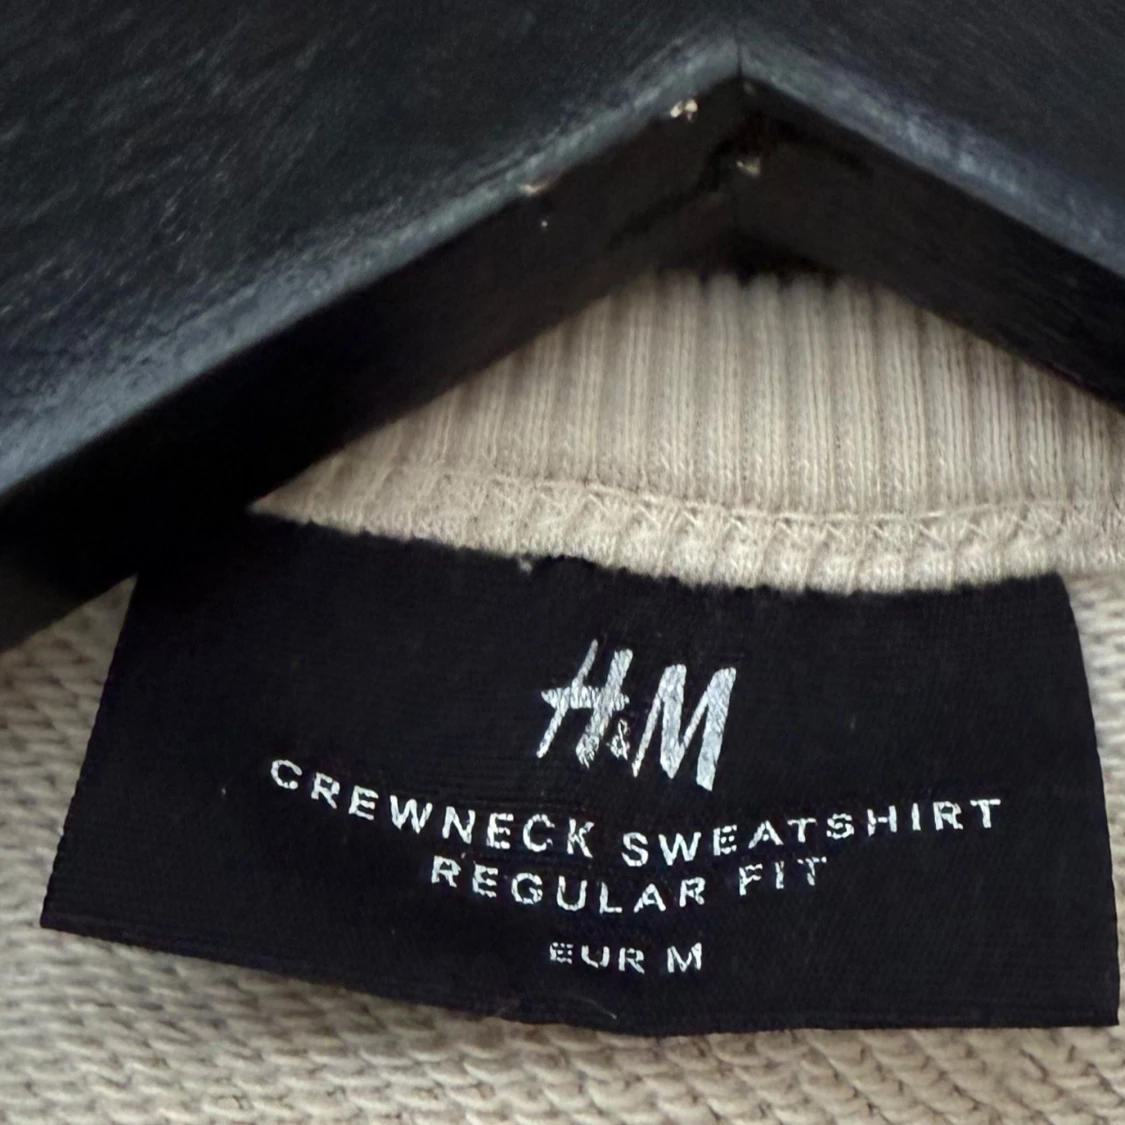 H&M
CREWNECK SWEATSHIRT
REGULAR FIT
EUR M